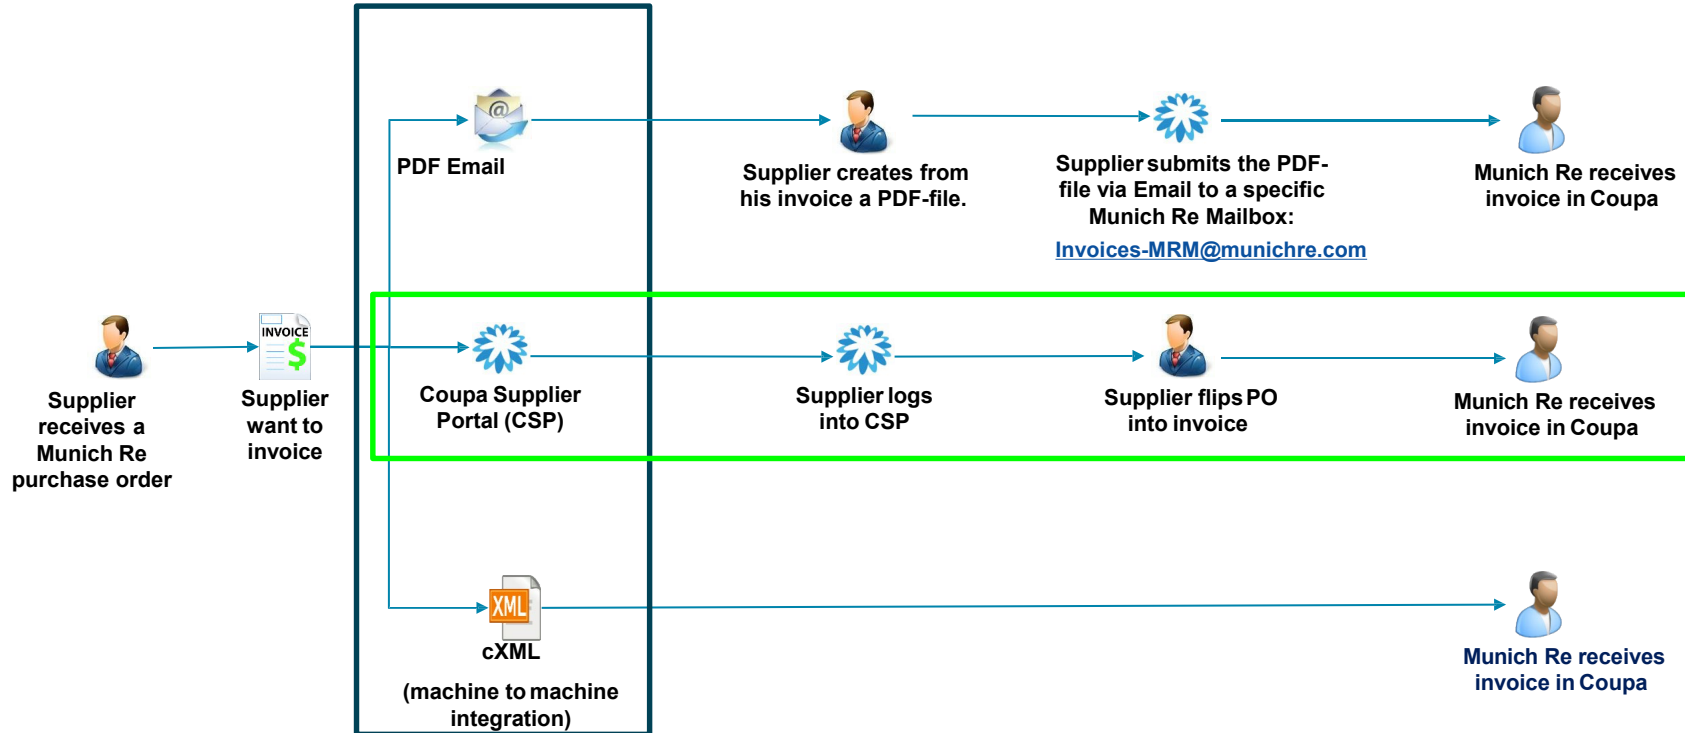 @
PDF Email
Supplier creates from
his invoice a PDF-file.
Supplier submits the PDF-
file via Email to a specific
Munich Re Mailbox:
Invoices-MRM@munichre.com
Munich Re receives
invoice in Coupa
Supplier
receives a
Munich Re
purchase order
INVOICE
$
Supplier
want to
invoice
Coupa Supplier
Portal (CSP)
Supplier logs
into CSP
Supplier flips PO
into invoice
Munich Re receives
invoice in Coupa
XML
cXML
(machine to machine
integration)
Munich Re receives
invoice in Coupa